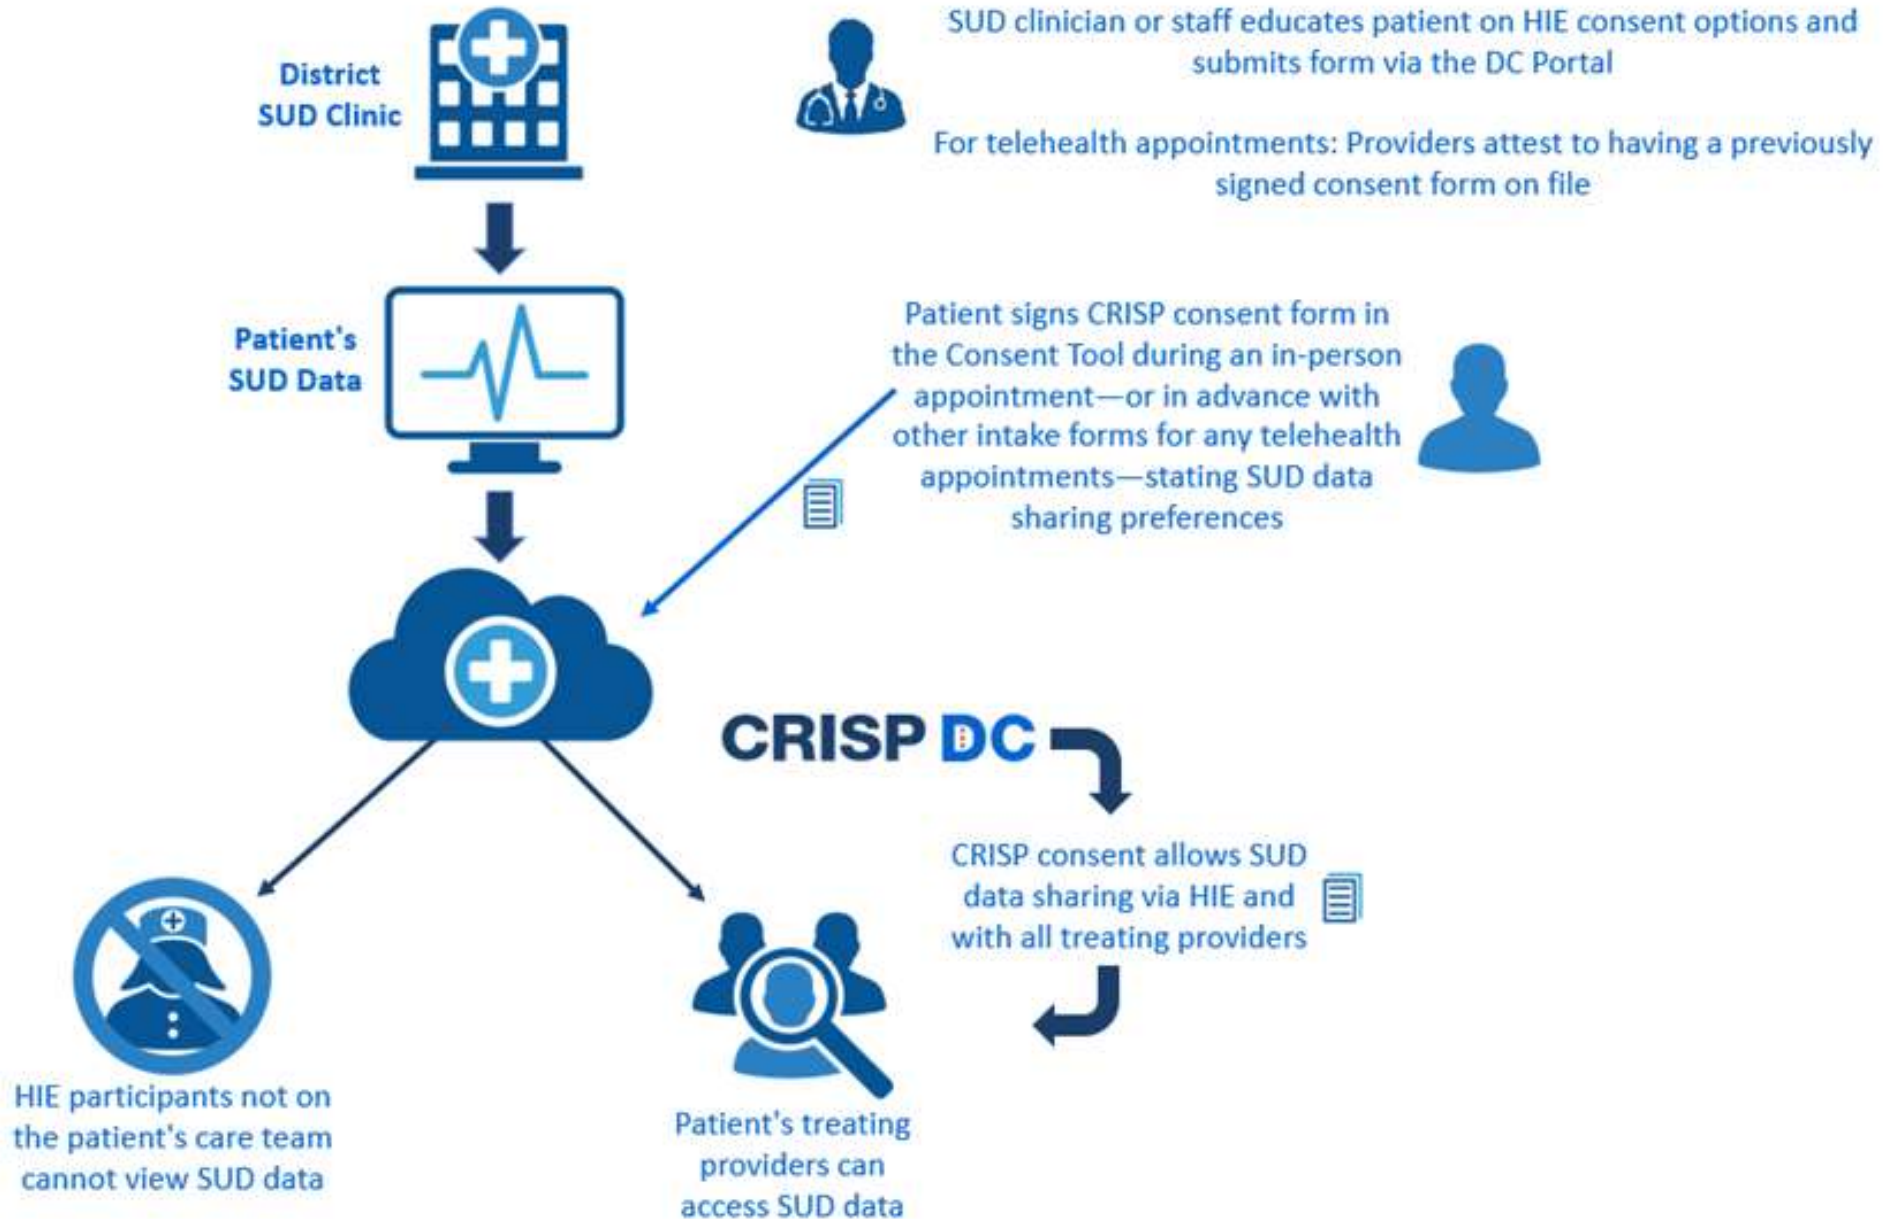 District
SUD Clinic
SUD clinician or staff educates patient on HIE consent options and
submits form via the DC Portal
For telehealth appointments: Providers attest to having a previously
signed consent form on file
Patient's
SUD Data
Patient signs CRISP consent form in
the Consent Tool during an in-person
appointment—or in advance with
other intake forms for any telehealth
appointments—stating SUD data
sharing preferences
CRISP DC
CRISP consent allows SUD
data sharing via HIE and
with all treating providers
HIE participants not on
the patient's care team
cannot view SUD data
Patient's treating
providers can
access SUD data